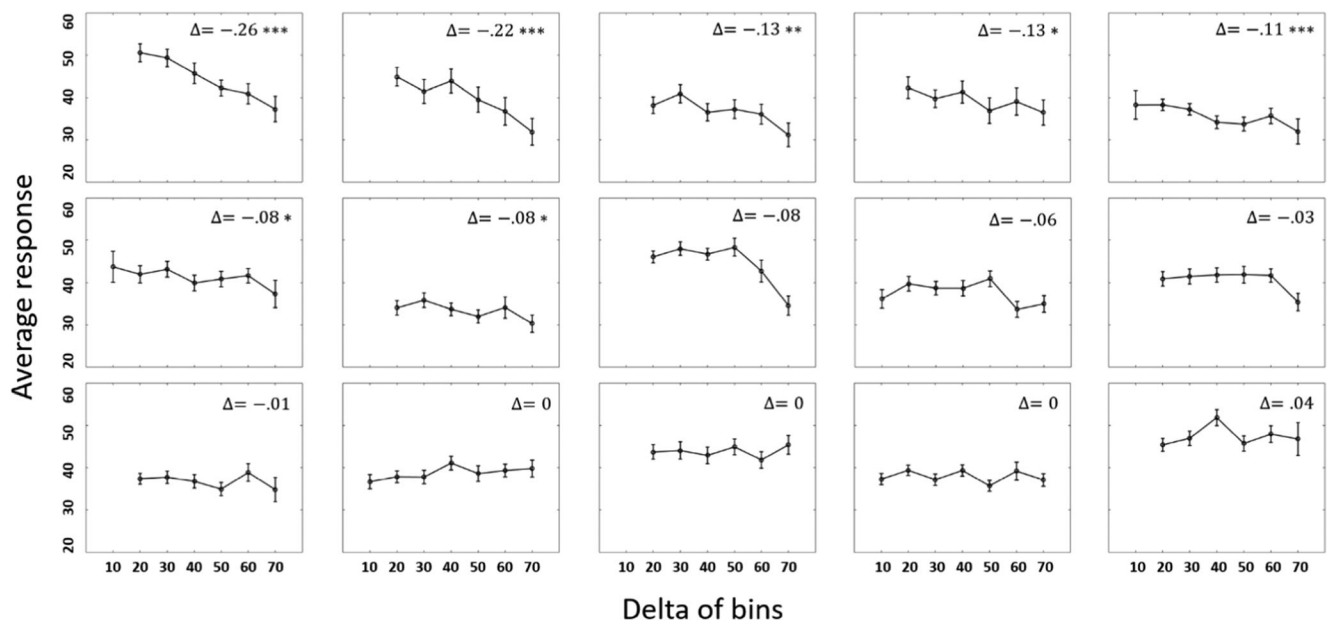 Δ= −.26 ***
Δ= −.22 ***
Δ= −.13 **
Δ= −.13 *
Δ= −.11 ***
60
50
40
30
20
Δ= −.08 *
Δ= −.08 *
Δ= −.08
Δ= −.06
Δ= −.03
60
50
40
30
20
Δ= −.01
Δ= 0
Δ= 0
Δ= 0
Δ= .04
60
50
40
30
20
Average response
10 20 30 40 50 60 70
10 20 30 40 50 60 70
10 20 30 40 50 60 70
10 20 30 40 50 60 70
10 20 30 40 50 60 70
Delta of bins